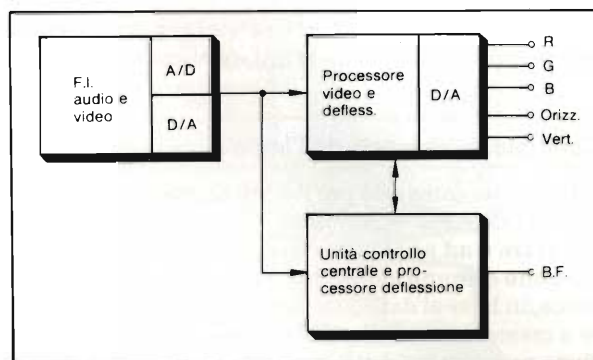 F.I.
audio e
video
A/D
D/A
Processore
video e
defless.
D/A
R
G
B
Orizz.
Vert.
Unità controllo
centrale e pro-
cessore deflessione
B.F.